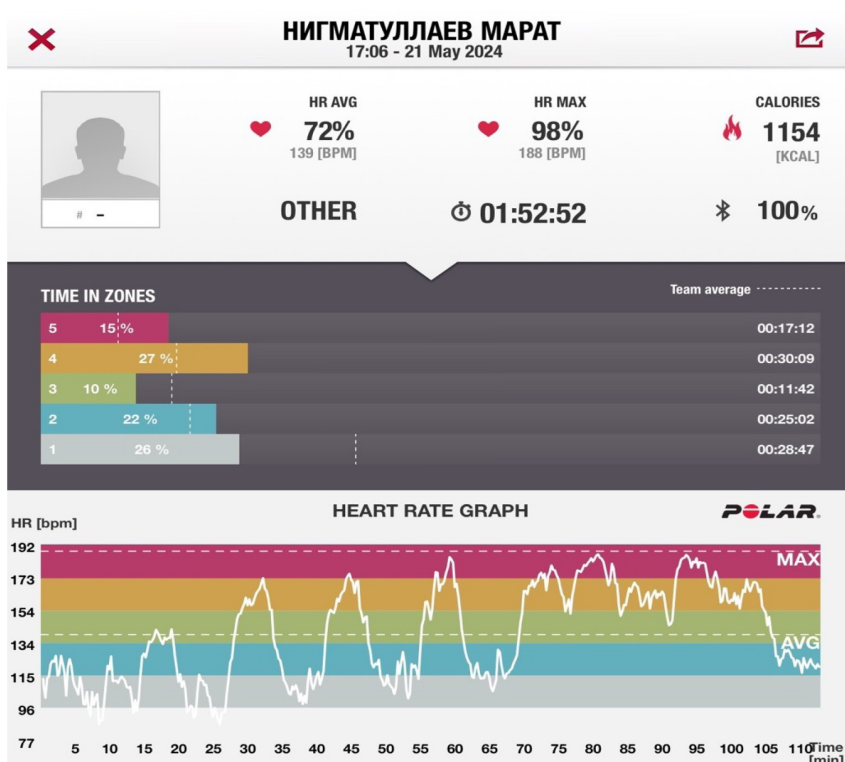 НИГМАТУЛЛАЕВ МАРАТ
17:06 - 21 May 2024
HR AVG
72%
139 [BPM]
HR MAX
98%
188 [BPM]
CALORIES
1154
[KCAL]
# -
OTHER
01:52:52
100%
TIME IN ZONES
Team average
5 15 % 00:17:12
4 27 % 00:30:09
3 10 % 00:11:42
2 22 % 00:25:02
1 26 % 00:28:47
HEART RATE GRAPH
POLAR
HR [bpm]
192
MAX
173
154
134
AVG
115
96
77
5 10 15 20 25 30 35 40 45 50 55 60 65 70 75 80 85 90 95 100 105 110 Time
[min]